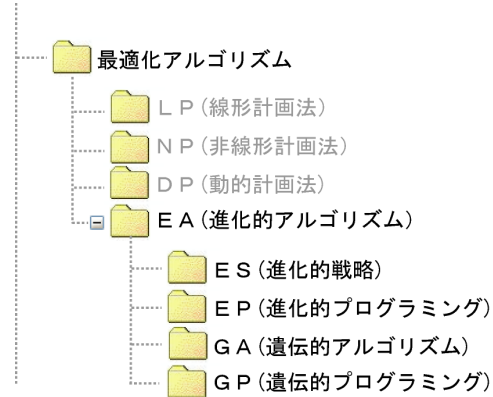 最適化アルゴリズム
ＬＰ(線形計画法)
ＮＰ(非線形計画法)
ＤＰ(動的計画法)
ＥＡ(進化的アルゴリズム)
ＥＳ(進化的戦略)
ＥＰ(進化的プログラミング)
ＧＡ(遺伝的アルゴリズム)
ＧＰ(遺伝的プログラミング)